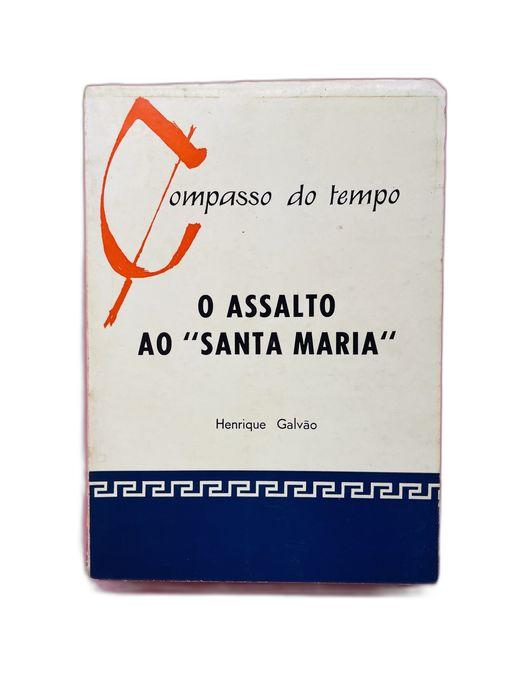 Compasso do tempo
O ASSALTO
AO “SANTA MARIA“
Henrique Galvão